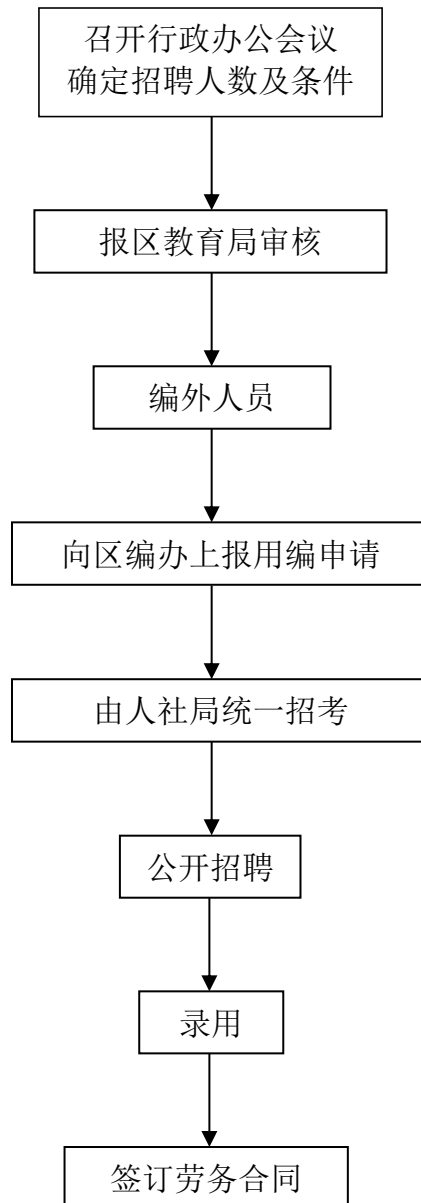 召开行政办公会议
确定招聘人数及条件
报区教育局审核
编外人员
向区编办上报用编申请
由人社局统一招考
公开招聘
录用
签订劳务合同